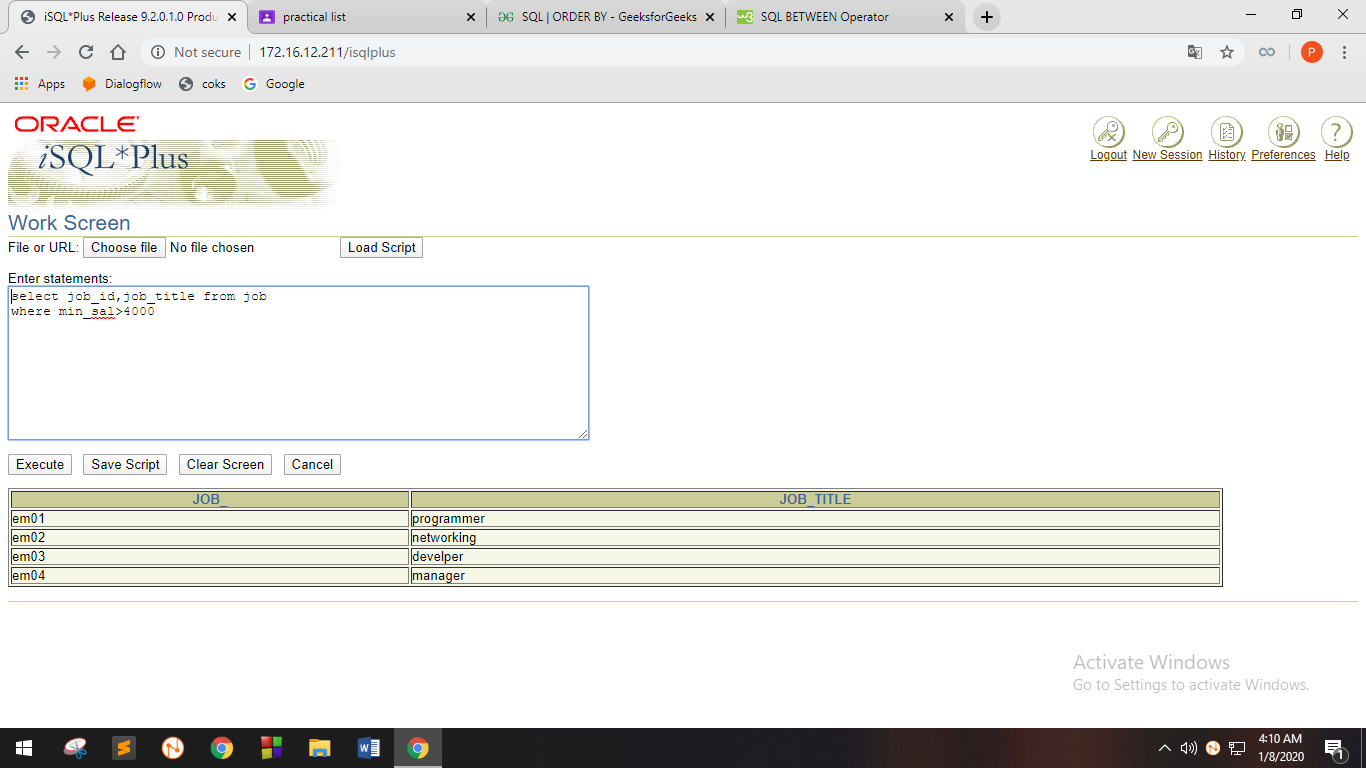 iSQL*Plus Release 9.2.0.1.0 Produ
practical list
SQL | ORDER BY - GeeksforGeeks
SQL BETWEEN Operator
Not secure | 172.16.12.211/isqlplus
P
Apps Dialogflow coks Google
ORACLE
iSQL*Plus
Logout New Session History Preferences Help
Work Screen
File or URL: Choose file No file chosen Load Script
Enter statements:
select job_id,job_title from job
where min_sal>4000
Execute Save Script Clear Screen Cancel
JOB_ JOB_TITLE
em01 programmer
em02 networking
em03 develper
em04 manager
Activate Windows
Go to Settings to activate Windows.
4:10 AM
1/8/2020
1